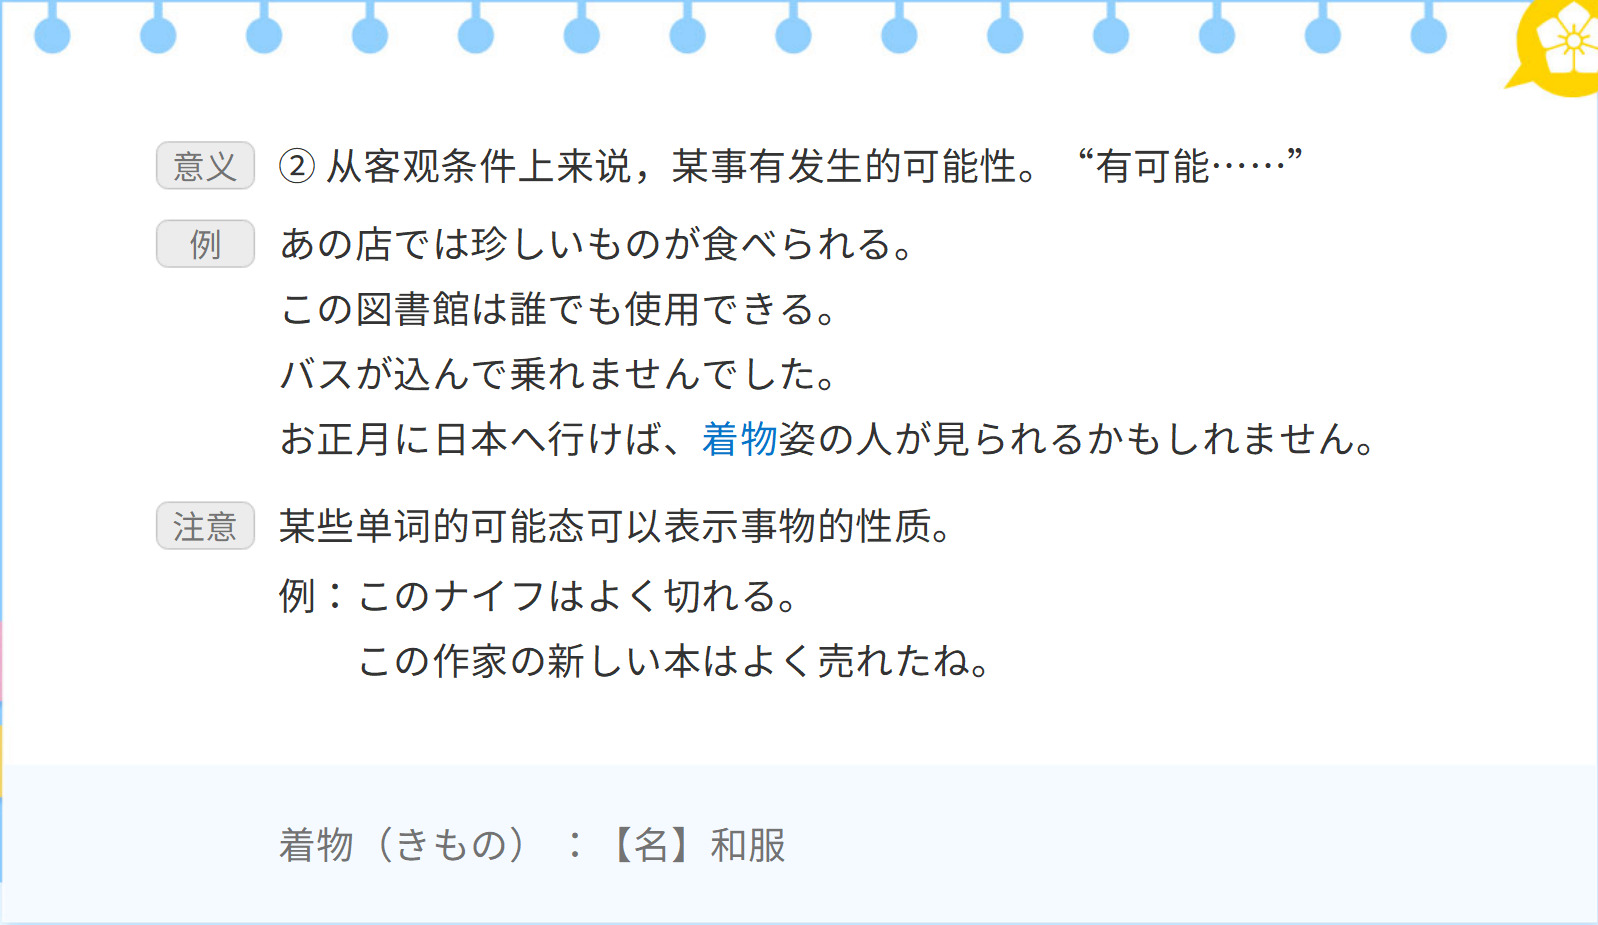 意义 ② 从客观条件上来说，某事有发生的可能性。 “有可能……”
例 あの店では珍しいものが食べられる。
この図書館は誰でも使用できる。
バスが込んで乗れませんでした。
お正月に日本へ行けば、着物姿の人が見られるかもしれません。
注意 某些单词的可能态可以表示事物的性质。
例：このナイフはよく切れる。
この作家の新しい本はよく売れたね。
着物（きもの）：【名】和服